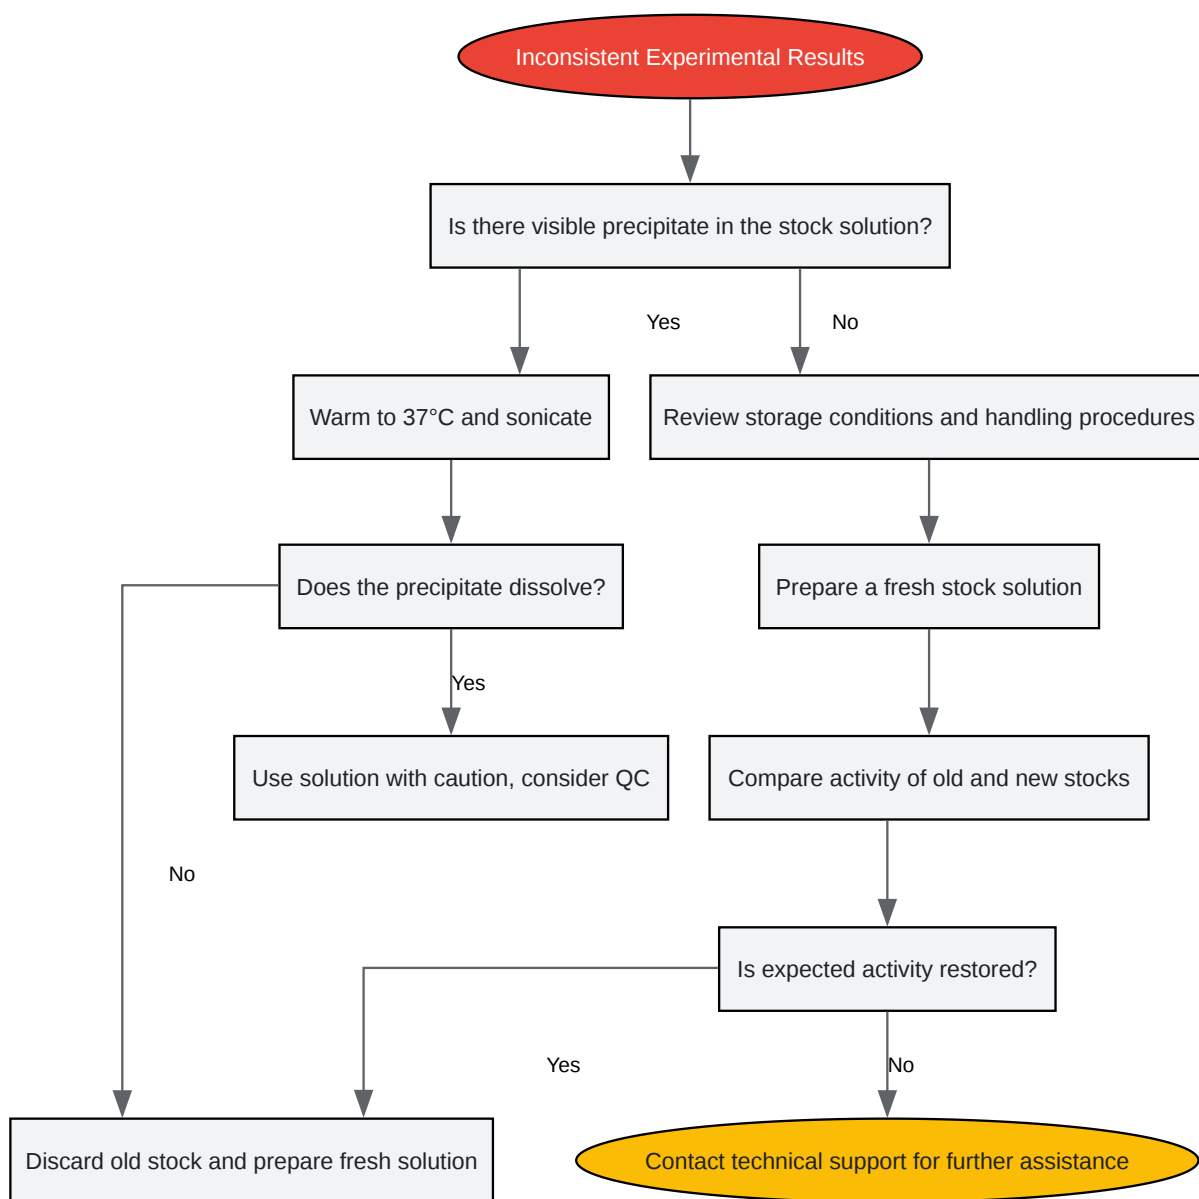 Inconsistent Experimental Results
Is there visible precipitate in the stock solution?
Yes
No
Warm to 37°C and sonicate
Review storage conditions and handling procedures
Does the precipitate dissolve?
Prepare a fresh stock solution
Yes
Use solution with caution, consider QC
Compare activity of old and new stocks
No
Is expected activity restored?
Yes
No
Discard old stock and prepare fresh solution
Contact technical support for further assistance